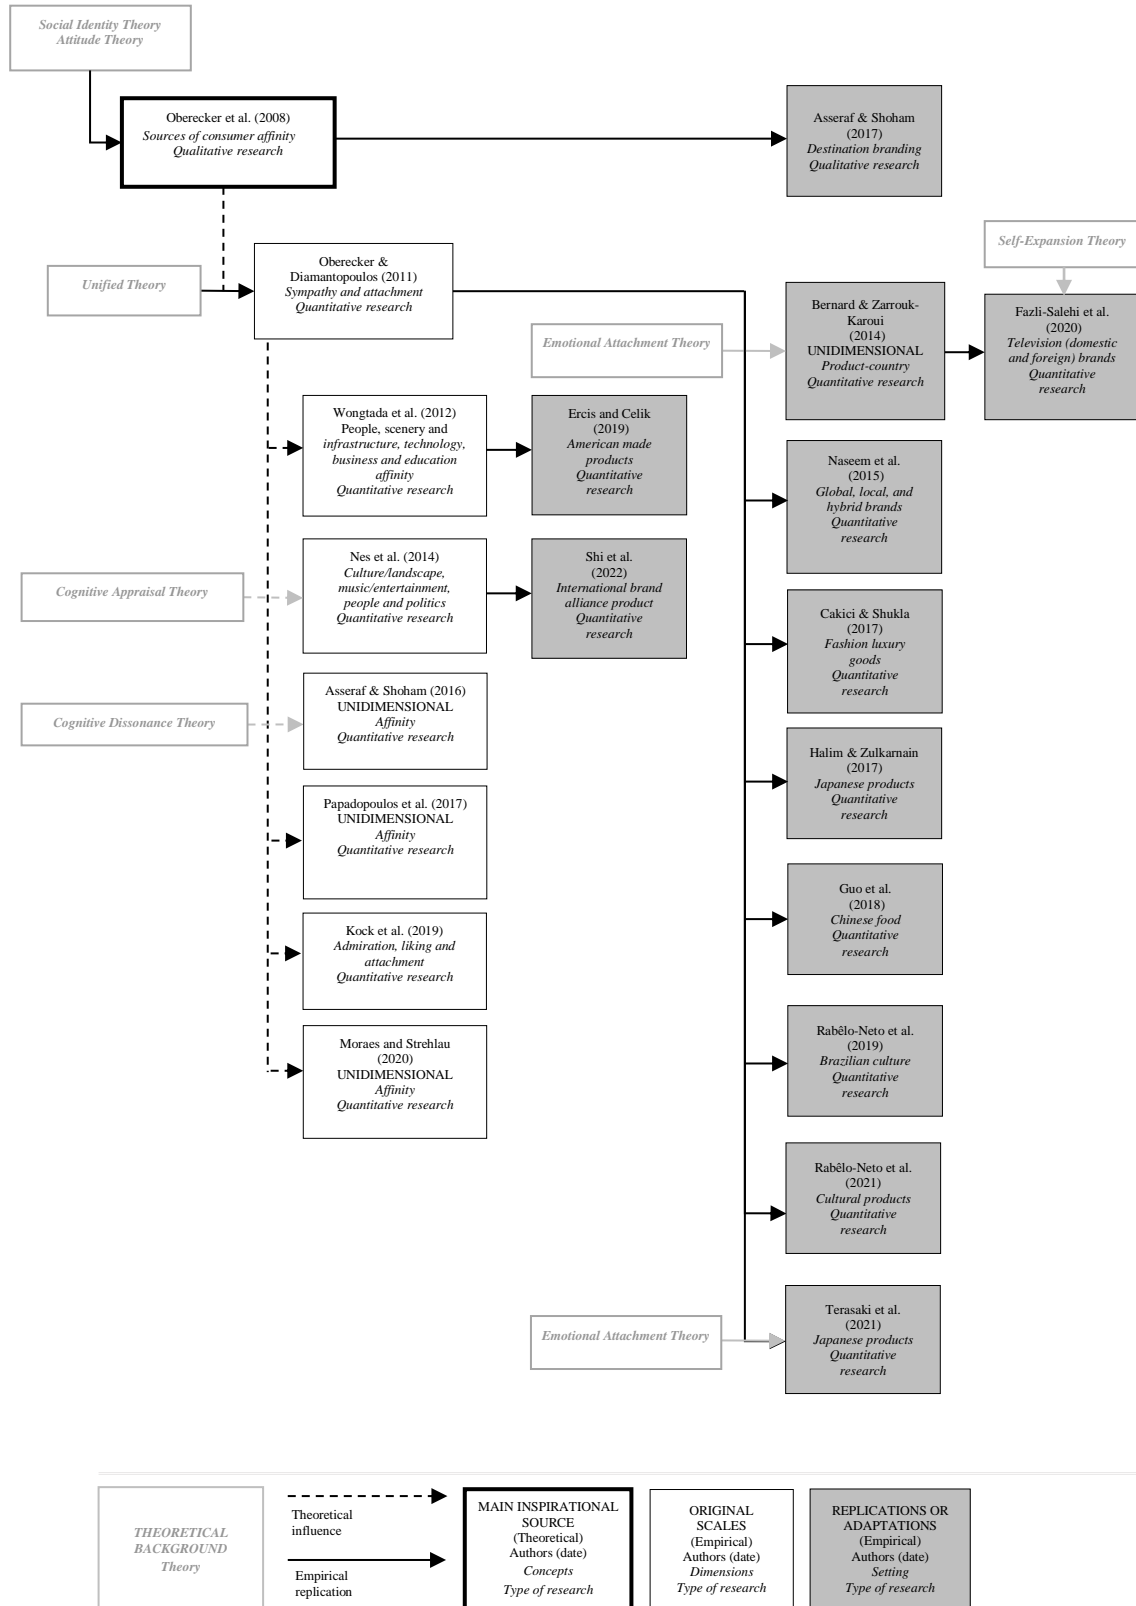 Social Identity Theory
Attitude Theory
Oberecker et al. (2008)
Sources of consumer affinity
Qualitative research
Asseraf & Shoham
(2017)
Destination branding
Qualitative research
Self-Expansion Theory
Unified Theory
Oberecker &
Diamantopoulos (2011)
Sympathy and attachment
Quantitative research
Emotional Attachment Theory
Bernard & Zarrouk-
Karoui
(2014)
UNIDIMENSIONAL
Product-country
Quantitative research
Fazli-Salehi et al.
(2020)
Television (domestic
and foreign) brands
Quantitative
research
Wongtada et al. (2012)
People, scenery and
infrastructure, technology,
business and education
affinity
Quantitative research
Ercis and Celik
(2019)
American made
products
Quantitative
research
Naseem et al.
(2015)
Global, local, and
hybrid brands
Quantitative
research
Cognitive Appraisal Theory
Nes et al. (2014)
Culture/landscape,
music/entertainment,
people and politics
Quantitative research
Shi et al.
(2022)
International brand
alliance product
Quantitative
research
Cakici & Shukla
(2017)
Fashion luxury
goods
Quantitative
research
Cognitive Dissonance Theory
Asseraf & Shoham (2016)
UNIDIMENSIONAL
Affinity
Quantitative research
Halim & Zulkarnain
(2017)
Japanese products
Quantitative
research
Papadopoulos et al. (2017)
UNIDIMENSIONAL
Affinity
Quantitative research
Guo et al.
(2018)
Chinese food
Quantitative
research
Kock et al. (2019)
Admiration, liking and
attachment
Quantitative research
Rabêlo-Neto et al.
(2019)
Brazilian culture
Quantitative
research
Moraes and Strehlau
(2020)
UNIDIMENSIONAL
Affinity
Quantitative research
Rabêlo-Neto et al.
(2021)
Cultural products
Quantitative
research
Emotional Attachment Theory
Terasaki et al.
(2021)
Japanese products
Quantitative
research
THEORETICAL
BACKGROUND
Theory
Theoretical
influence
Empirical
replication
MAIN INSPIRATIONAL
SOURCE
(Theoretical)
Authors (date)
Concepts
Type of research
ORIGINAL
SCALES
(Empirical)
Authors (date)
Dimensions
Type of research
REPLICATIONS OR
ADAPTATIONS
(Empirical)
Authors (date)
Setting
Type of research